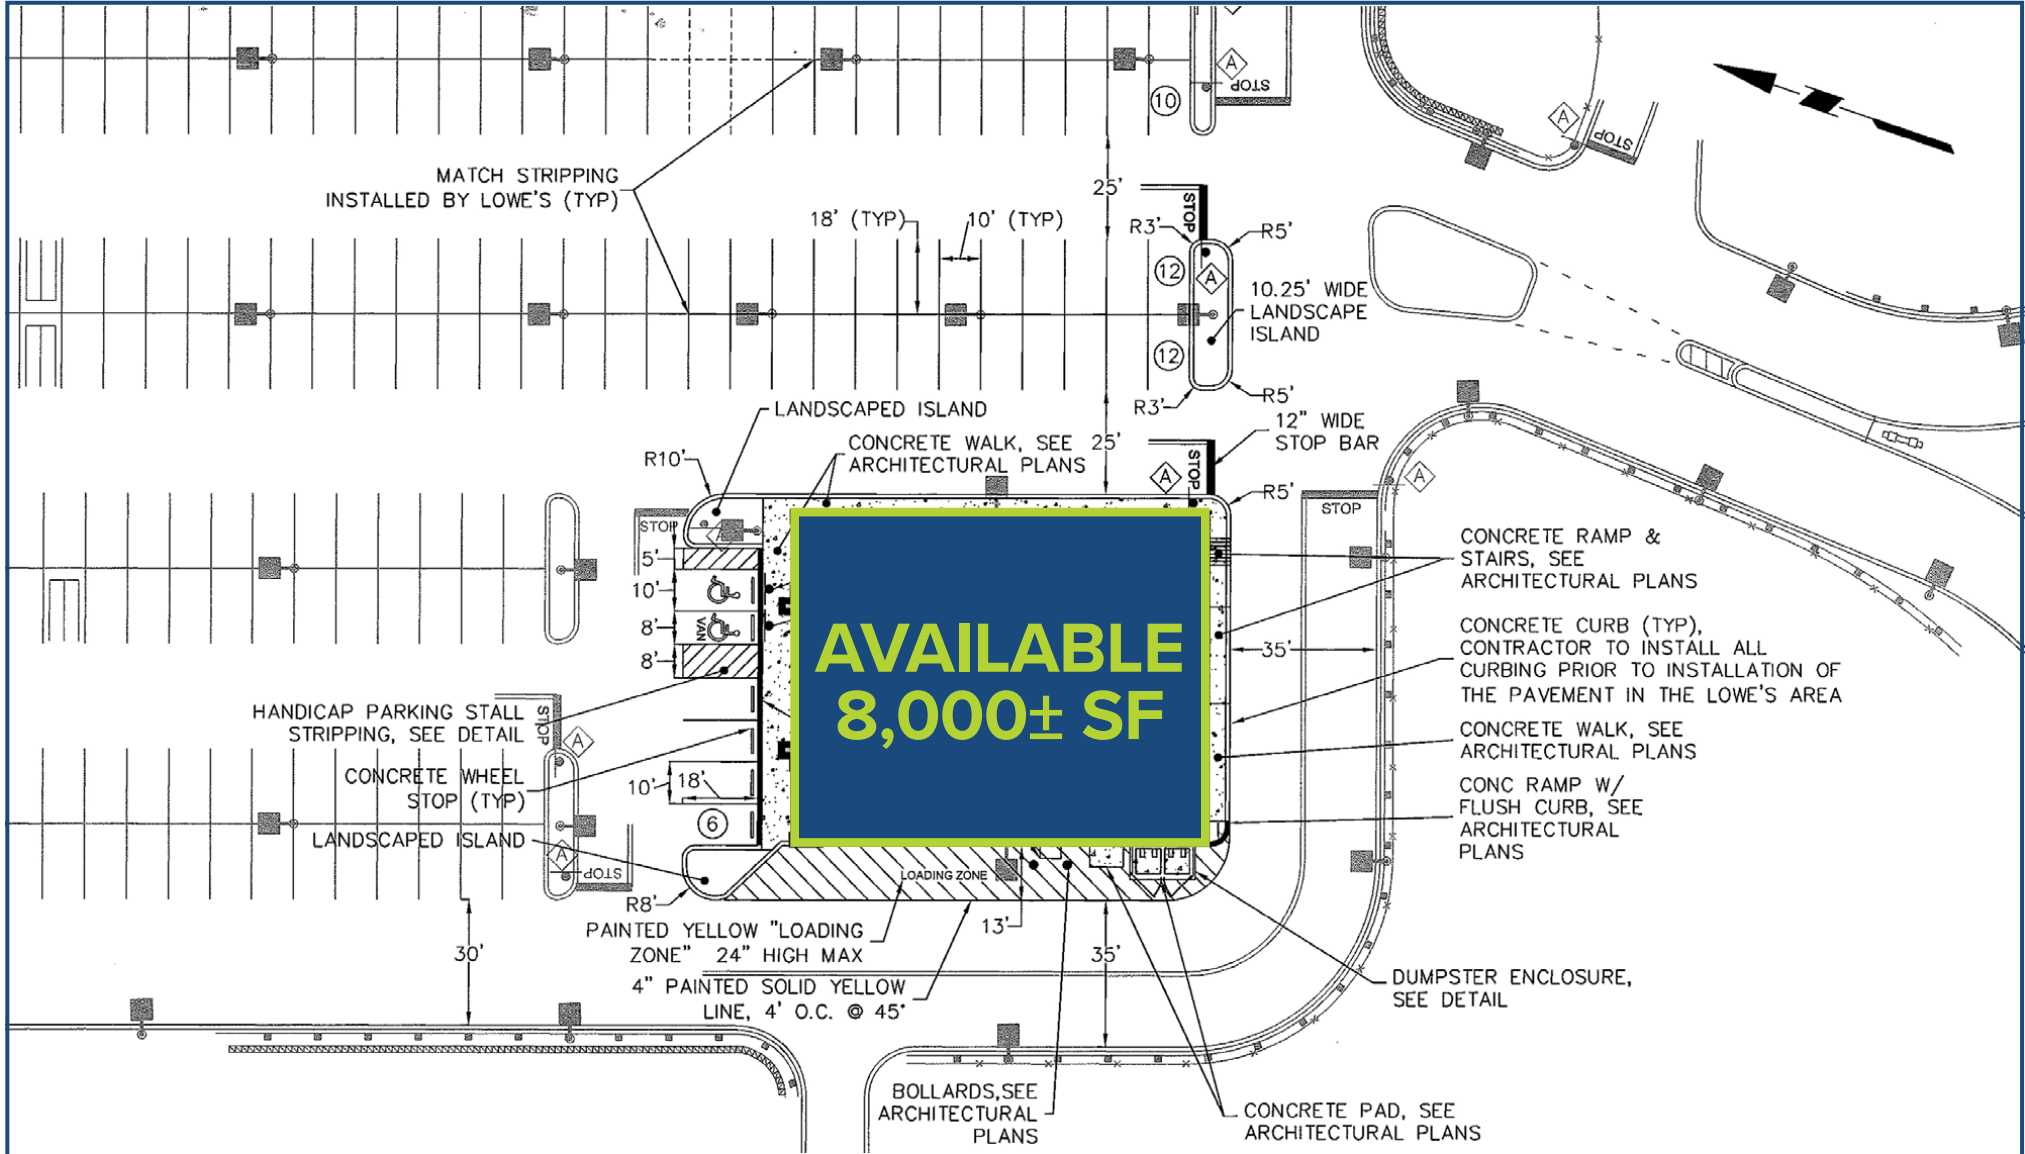 A
STOP
10
A
STOP
MATCH STRIPPING
INSTALLED BY LOWE'S (TYP)
25'
18' (TYP)
10' (TYP)
STOP
R3'
R5'
12
A
10.25' WIDE
LANDSCAPE
ISLAND
12
R3'
R5'
LANDSCAPED ISLAND
12" WIDE
STOP BAR
CONCRETE WALK, SEE
ARCHITECTURAL PLANS
25'
R10'
A
STOP
A
R5'
STOP
STOP
A
5'
10'
8'
VAN
8'
CONCRETE RAMP &
STAIRS, SEE
ARCHITECTURAL PLANS
AVAILABLE
8,000± SF
35'
CONCRETE CURB (TYP),
CONTRACTOR TO INSTALL ALL
CURBING PRIOR TO INSTALLATION OF
THE PAVEMENT IN THE LOWE'S AREA
HANDICAP PARKING STALL
STRIPPING, SEE DETAIL
STOP
A
CONCRETE WALK, SEE
ARCHITECTURAL PLANS
CONCRETE WHEEL
STOP (TYP)
10'
18'
CONC RAMP W/
FLUSH CURB, SEE
ARCHITECTURAL
PLANS
6
LANDSCAPED ISLAND
A
STOP
LOADING ZONE
R8'
PAINTED YELLOW "LOADING
ZONE" 24" HIGH MAX
13'
30'
35'
4" PAINTED SOLID YELLOW
LINE, 4' O.C. @ 45°
DUMPSTER ENCLOSURE,
SEE DETAIL
BOLLARDS,SEE
ARCHITECTURAL
PLANS
CONCRETE PAD, SEE
ARCHITECTURAL PLANS